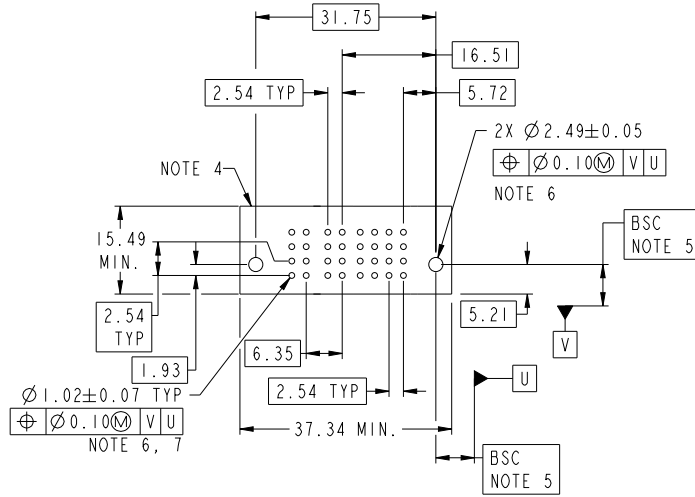 31.75
16.51
2.54 TYP
5.72
2X Ø2.49±0.05
⌖ Ø0.10Ⓜ V U
NOTE 6
NOTE 4
BSC
NOTE 5
15.49
MIN.
2.54
TYP
5.21
V
1.93
6.35
U
Ø1.02±0.07 TYP
2.54 TYP
⌖ Ø0.10Ⓜ V U
NOTE 6, 7
37.34 MIN.
BSC
NOTE 5